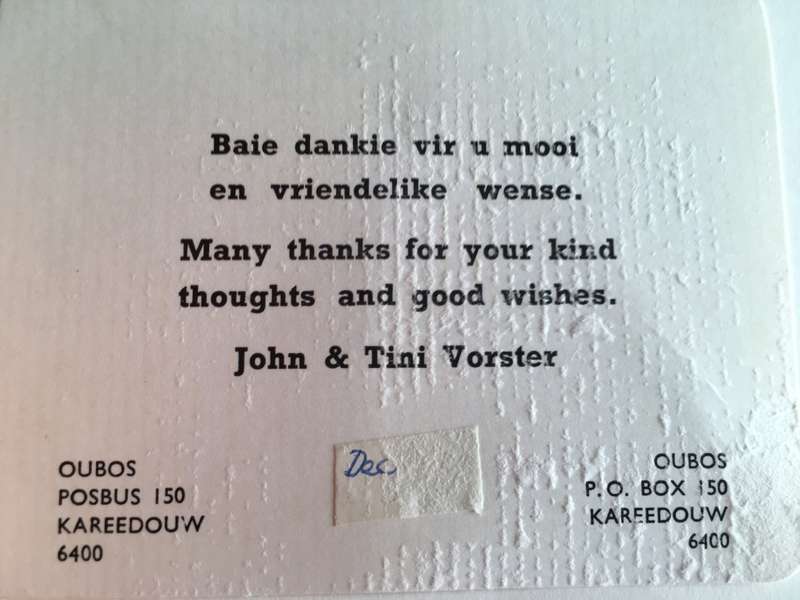 Baie dankie vir u mooi
en vriendelike wense.
Many thanks for your kind
thoughts and good wishes.
John & Tini Vorster
Dec.
OUBOS
POSBUS 150
KAREEDOUW
6400
OUBOS
P.O. BOX 150
KAREEDOUW
6400